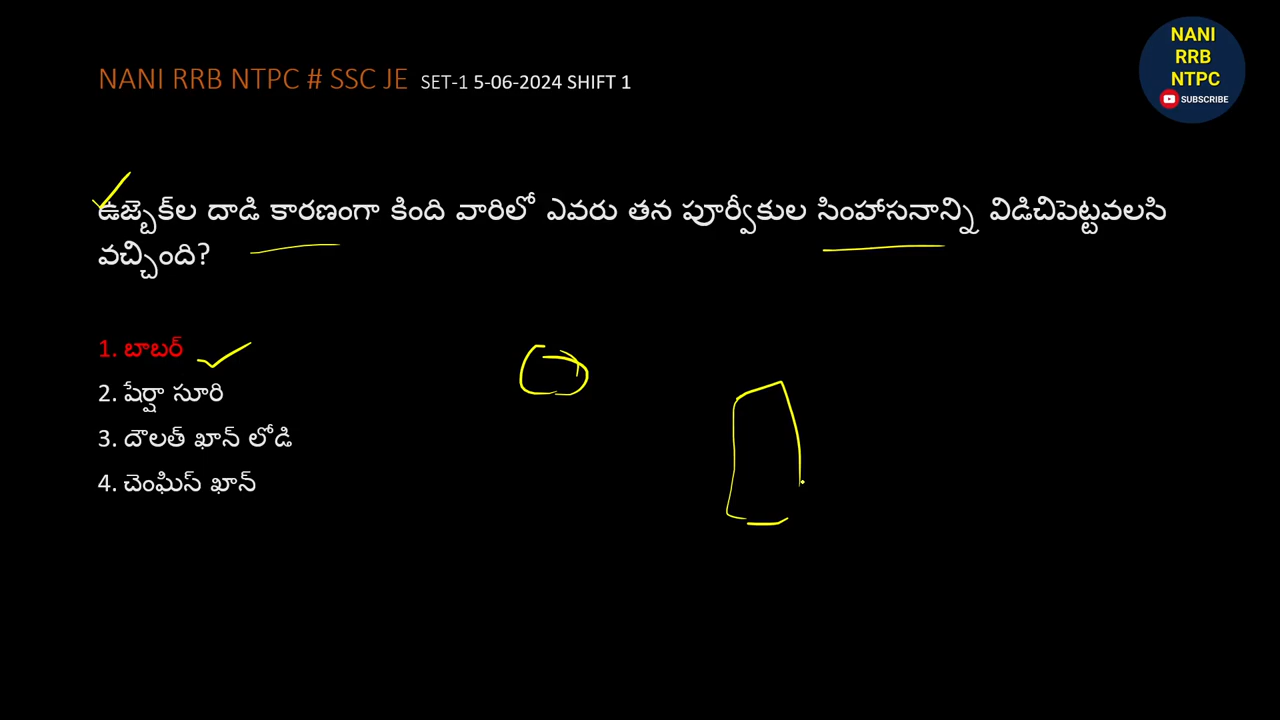 NANI
RRB
NTPC
SUBSCRIBE
NANI RRB NTPC # SSC JE SET-1 5-06-2024 SHIFT 1
ఉజ్బెక్‌ల దాడి కారణంగా కింది వారిలో ఎవరు తన పూర్వీకుల సింహాసనాన్ని విడిచిపెట్టవలసి
వచ్చింది?
1. బాబర్
2. షేర్షా సూరి
3. దౌలత్ ఖాన్ లోడి
4. చెంఘిస్ ఖాన్